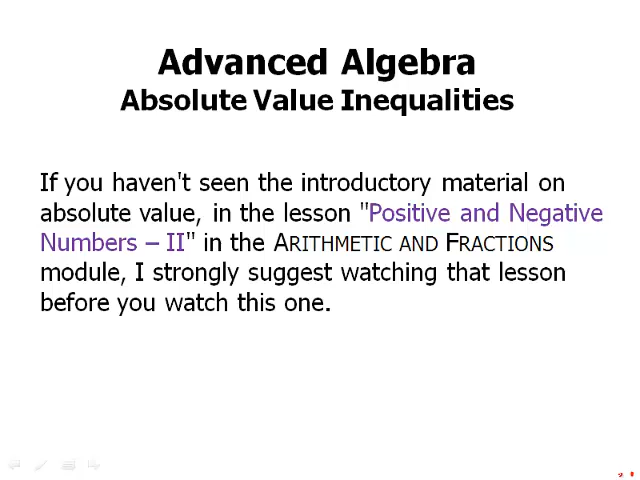 Advanced Algebra
Absolute Value Inequalities
If you haven't seen the introductory material on
absolute value, in the lesson "Positive and Negative
Numbers – II" in the ARITHMETIC AND FRACTIONS
module, I strongly suggest watching that lesson
before you watch this one.